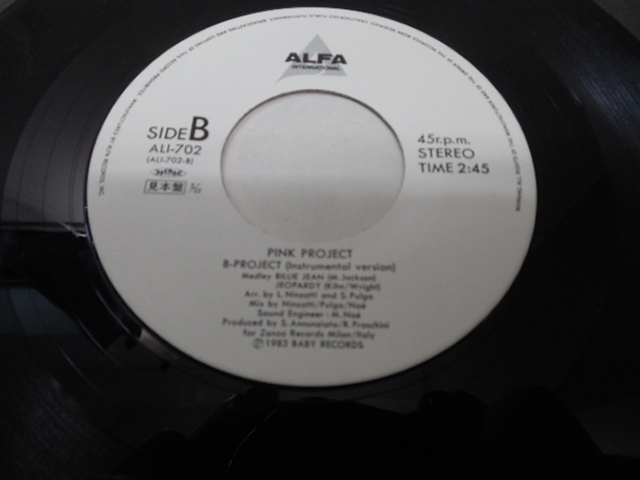 ALFA
INTERNATIONAL
SIDE B
ALI-702
(ALI-702-B)
見本盤
45r.p.m.
STEREO
TIME 2:45
PINK PROJECT
B-PROJECT (Instrumental version)
Medley BILLIE JEAN (M. Jackson)
JEOPARDY (Kihn/Wright)
Arr. by L. Ninzatti and S. Pulga
Mix by Ninzatti/Pulga/Noé
Sound Engineer : M. Noé
Produced by S. Annunziata/R. Fraschini
for Zanza Records Milan/Italy
Ⓟ1983 BABY RECORDS